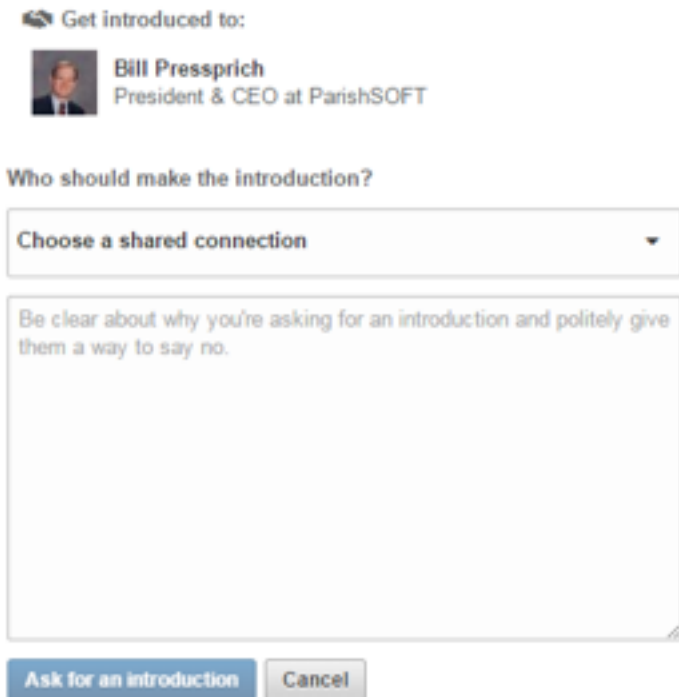 Get introduced to:
Bill Pressprich
President & CEO at ParishSOFT
Who should make the introduction?
Choose a shared connection
Be clear about why you're asking for an introduction and politely give
them a way to say no.
Ask for an introduction
Cancel